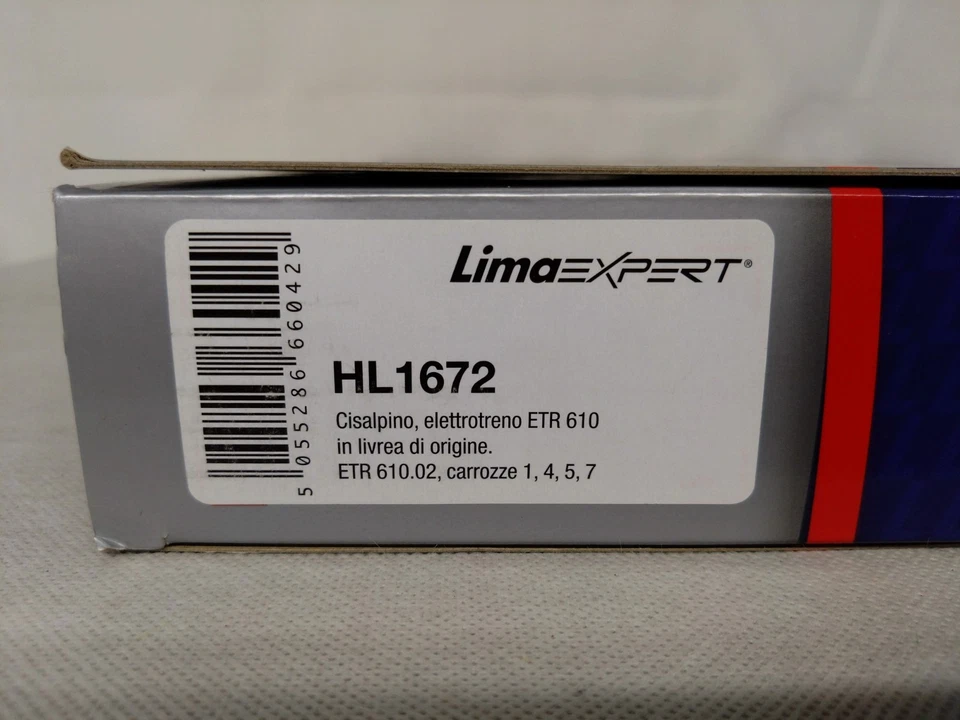 LimaEXPERT®
HL1672
Cisalpino, elettrotreno ETR 610
in livrea di origine.
ETR 610.02, carrozze 1, 4, 5, 7
5 055286 660429